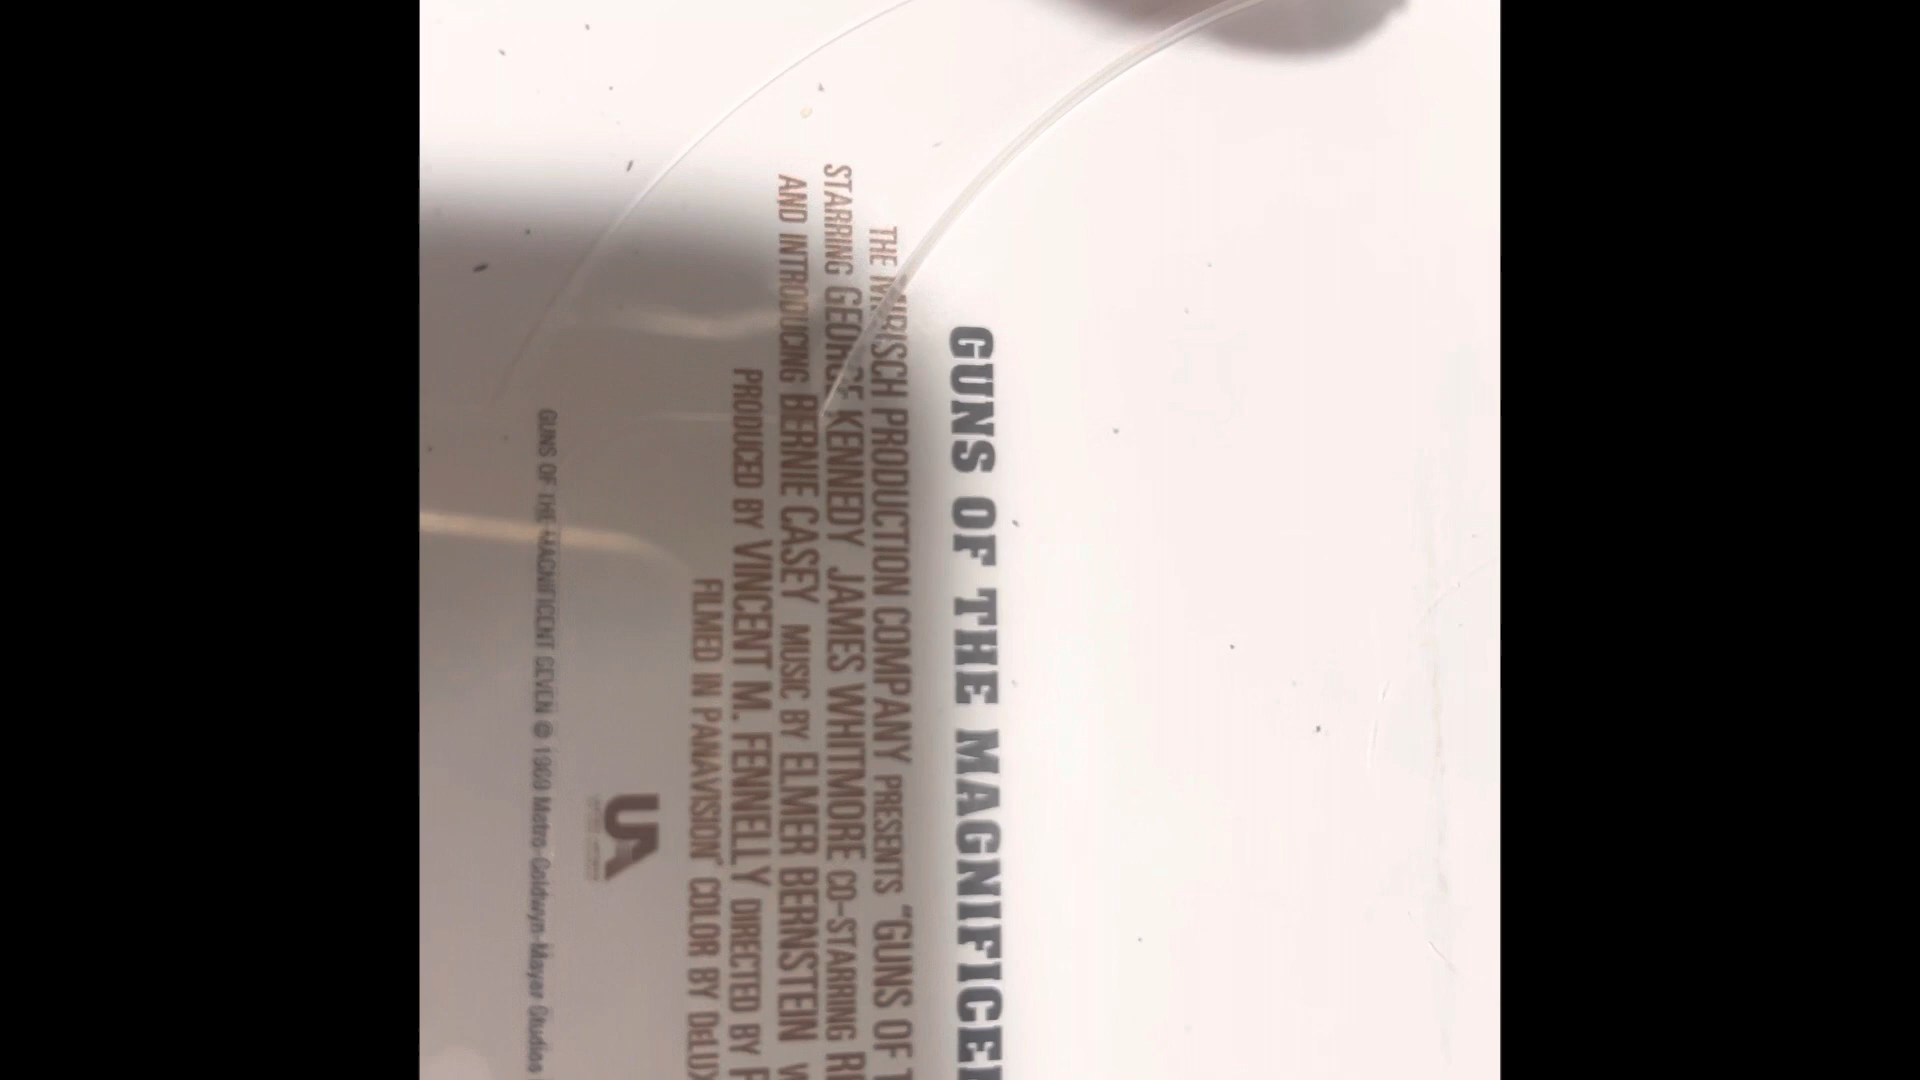 GUNS OF THE MAGNIFICE
THE MIRISCH PRODUCTION COMPANY PRESENTS "GUNS OF
STARRING GEORGE KENNEDY JAMES WHITMORE CO-STARRING
AND INTRODUCING BERNIE CASEY MUSIC BY ELMER BERNSTEIN
PRODUCED BY VINCENT M. FENNELLY DIRECTED BY
FILMED IN PANAVISION® COLOR BY DeLUX
UA
GUNS OF THE MAGNIFICENT SEVEN © 1969 Metro-Goldwyn-Mayer Studios